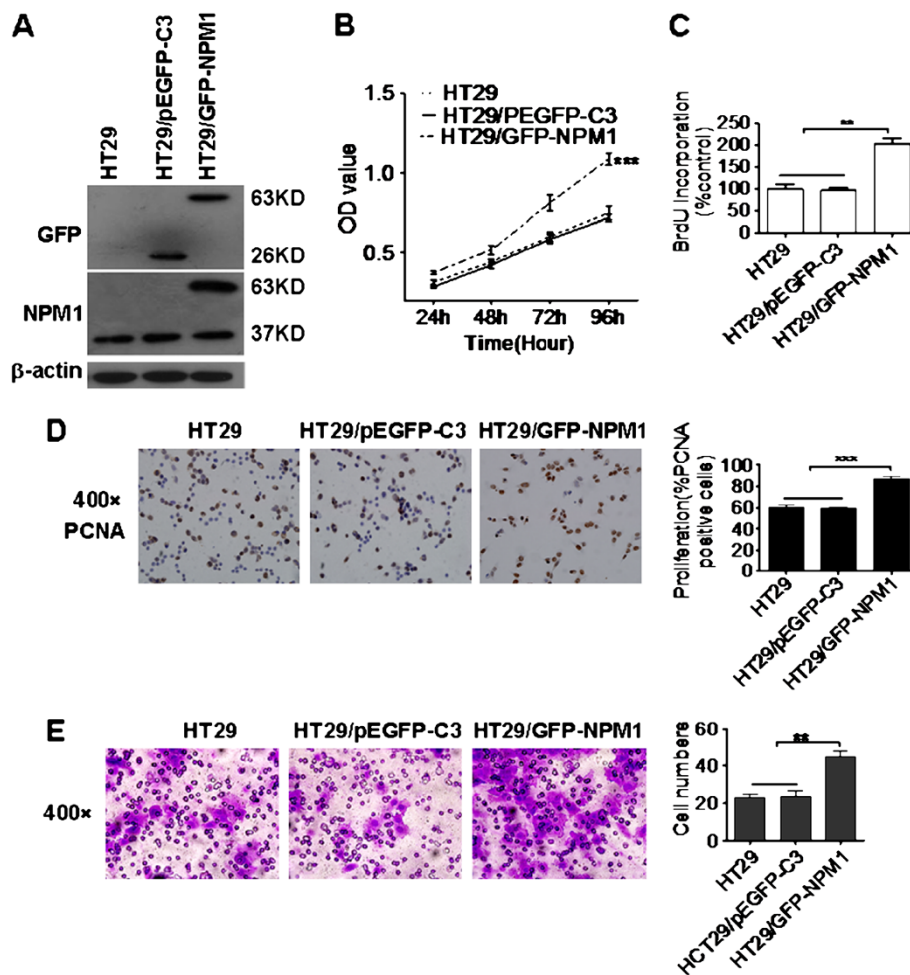 A
HT29
HT29/pEGFP-C3
HT29/GFP-NPM1
GFP
63KD
26KD
NPM1
63KD
37KD
β-actin
B
OD value
1.5
1.0
0.5
HT29
HT29/PEGFP-C3
HT29/GFP-NPM1
***
24h 48h 72h 96h
Time(Hour)
C
BrdU Incorporation
(%control)
250
200
150
100
50
0
**
HT29
HT29/pEGFP-C3
HT29/GFP-NPM1
D
HT29 HT29/pEGFP-C3 HT29/GFP-NPM1
400×
PCNA
Proliferation(%PCNA
positive cells)
100
80
60
40
20
0
***
HT29
HT29/pEGFP-C3
HT29/GFP-NPM1
E
HT29 HT29/pEGFP-C3 HT29/GFP-NPM1
400×
Cell numbers
60
40
20
0
**
HT29
HCT29/pEGFP-C3
HT29/GFP-NPM1